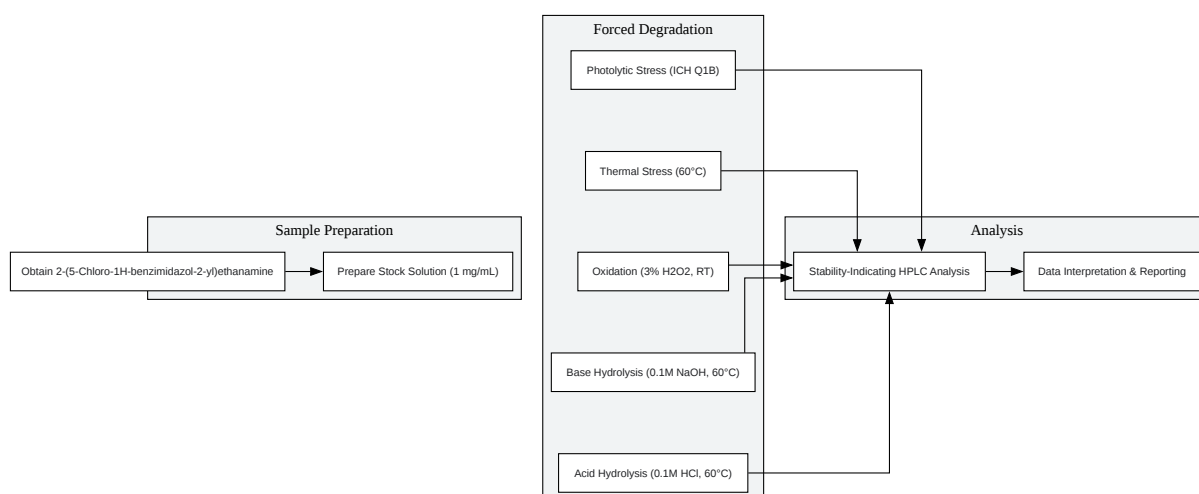 Forced Degradation
Photolytic Stress (ICH Q1B)
Thermal Stress (60°C)
Sample Preparation
Analysis
Obtain 2-(5-Chloro-1H-benzimidazol-2-yl)ethanamine
Prepare Stock Solution (1 mg/mL)
Oxidation (3% H2O2, RT)
Stability-Indicating HPLC Analysis
Data Interpretation & Reporting
Base Hydrolysis (0.1M NaOH, 60°C)
Acid Hydrolysis (0.1M HCl, 60°C)